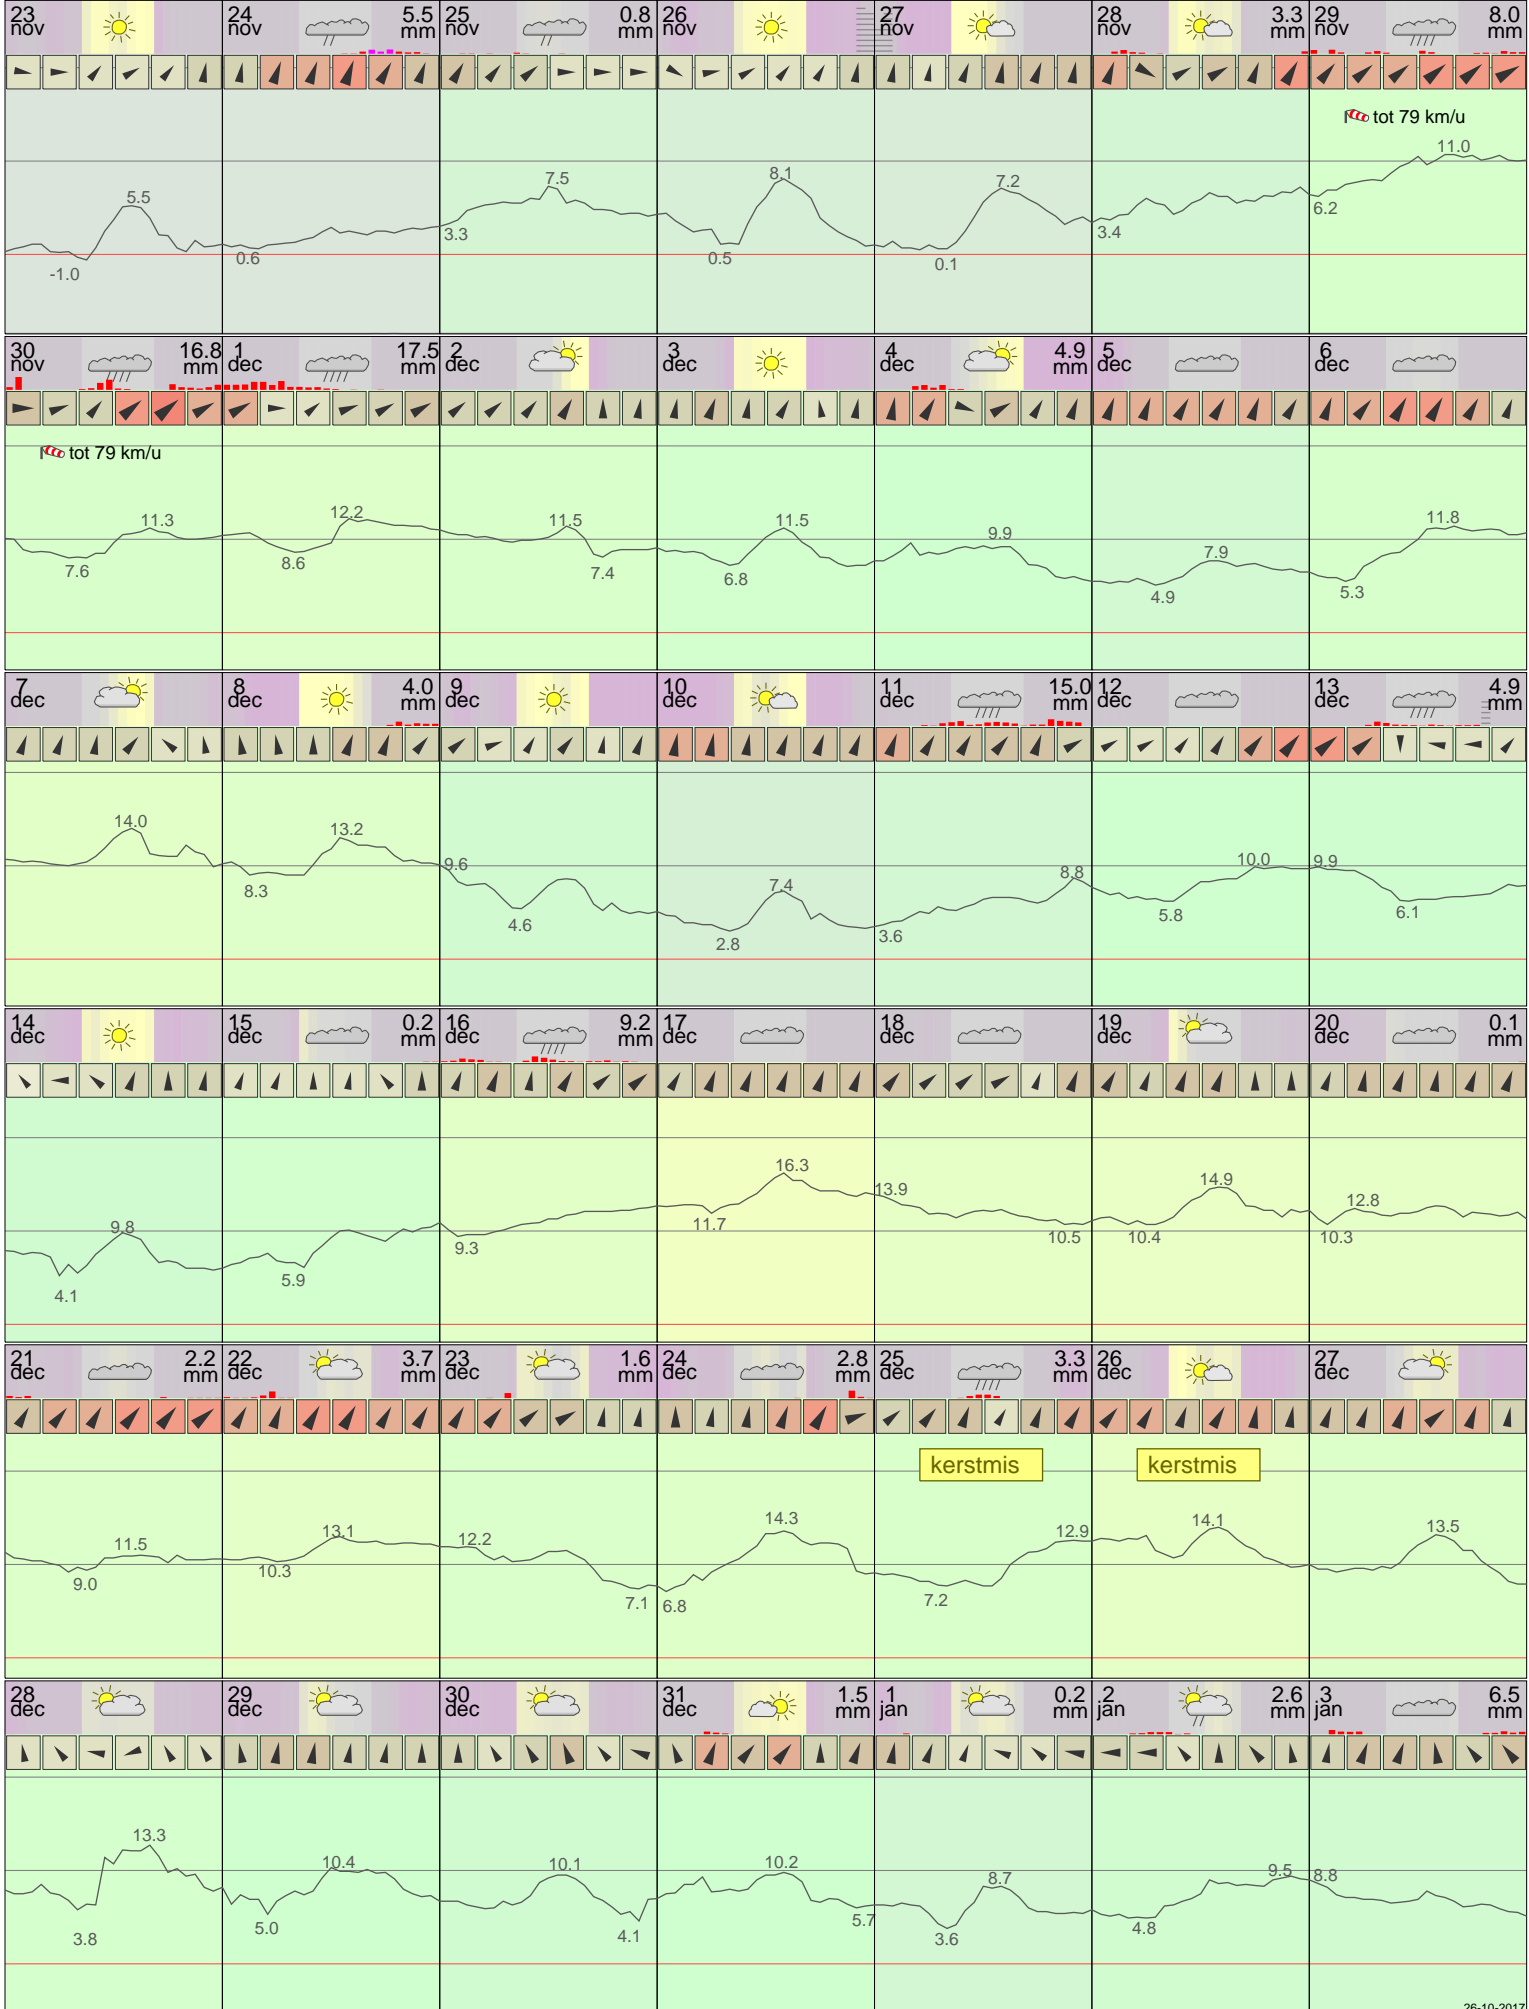 23 nov
24 nov 5.5 mm
25 nov 0.8 mm
26 nov
27 nov
28 nov 3.3 mm
29 nov 8.0 mm
tot 79 km/u
-1.0 5.5 0.6 3.3 7.5 0.5 8.1 0.1 7.2 3.4 6.2 11.0
30 nov 16.8 mm
1 dec 17.5 mm
2 dec
3 dec
4 dec 4.9 mm
5 dec
6 dec
tot 79 km/u
7.6 11.3 8.6 12.2 11.5 7.4 6.8 11.5 9.9 4.9 7.9 5.3 11.8
7 dec
8 dec 4.0 mm
9 dec
10 dec
11 dec 15.0 mm
12 dec
13 dec 4.9 mm
14.0 8.3 13.2 9.6 4.6 2.8 7.4 3.6 8.8 5.8 10.0 9.9 6.1
14 dec
15 dec 0.2 mm
16 dec 9.2 mm
17 dec
18 dec
19 dec
20 dec 0.1 mm
4.1 9.8 5.9 9.3 11.7 16.3 13.9 10.5 10.4 14.9 10.3 12.8
21 dec 2.2 mm
22 dec 3.7 mm
23 dec 1.6 mm
24 dec 2.8 mm
25 dec 3.3 mm
26 dec
27 dec
kerstmis
kerstmis
9.0 11.5 10.3 13.1 12.2 7.1 6.8 14.3 7.2 12.9 14.1 13.5
28 dec
29 dec
30 dec
31 dec 1.5 mm
1 jan 0.2 mm
2 jan 2.6 mm
3 jan 6.5 mm
3.8 13.3 5.0 10.4 10.1 4.1 10.2 5.7 3.6 8.7 4.8 9.5 8.8
26-10-2017